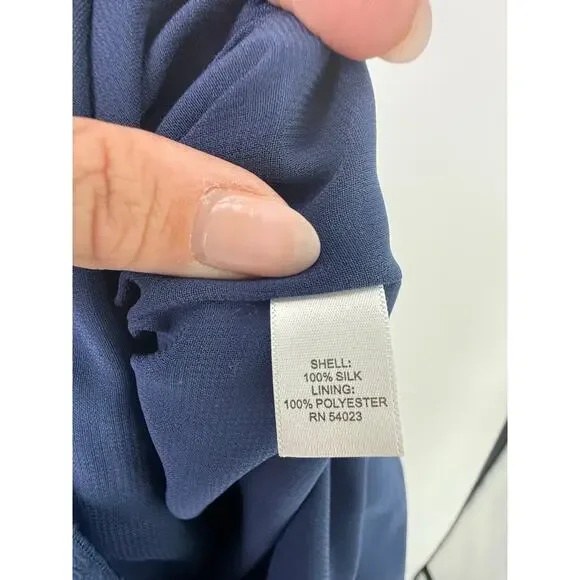 SHELL:
100% SILK
LINING:
100% POLYESTER
RN 54023